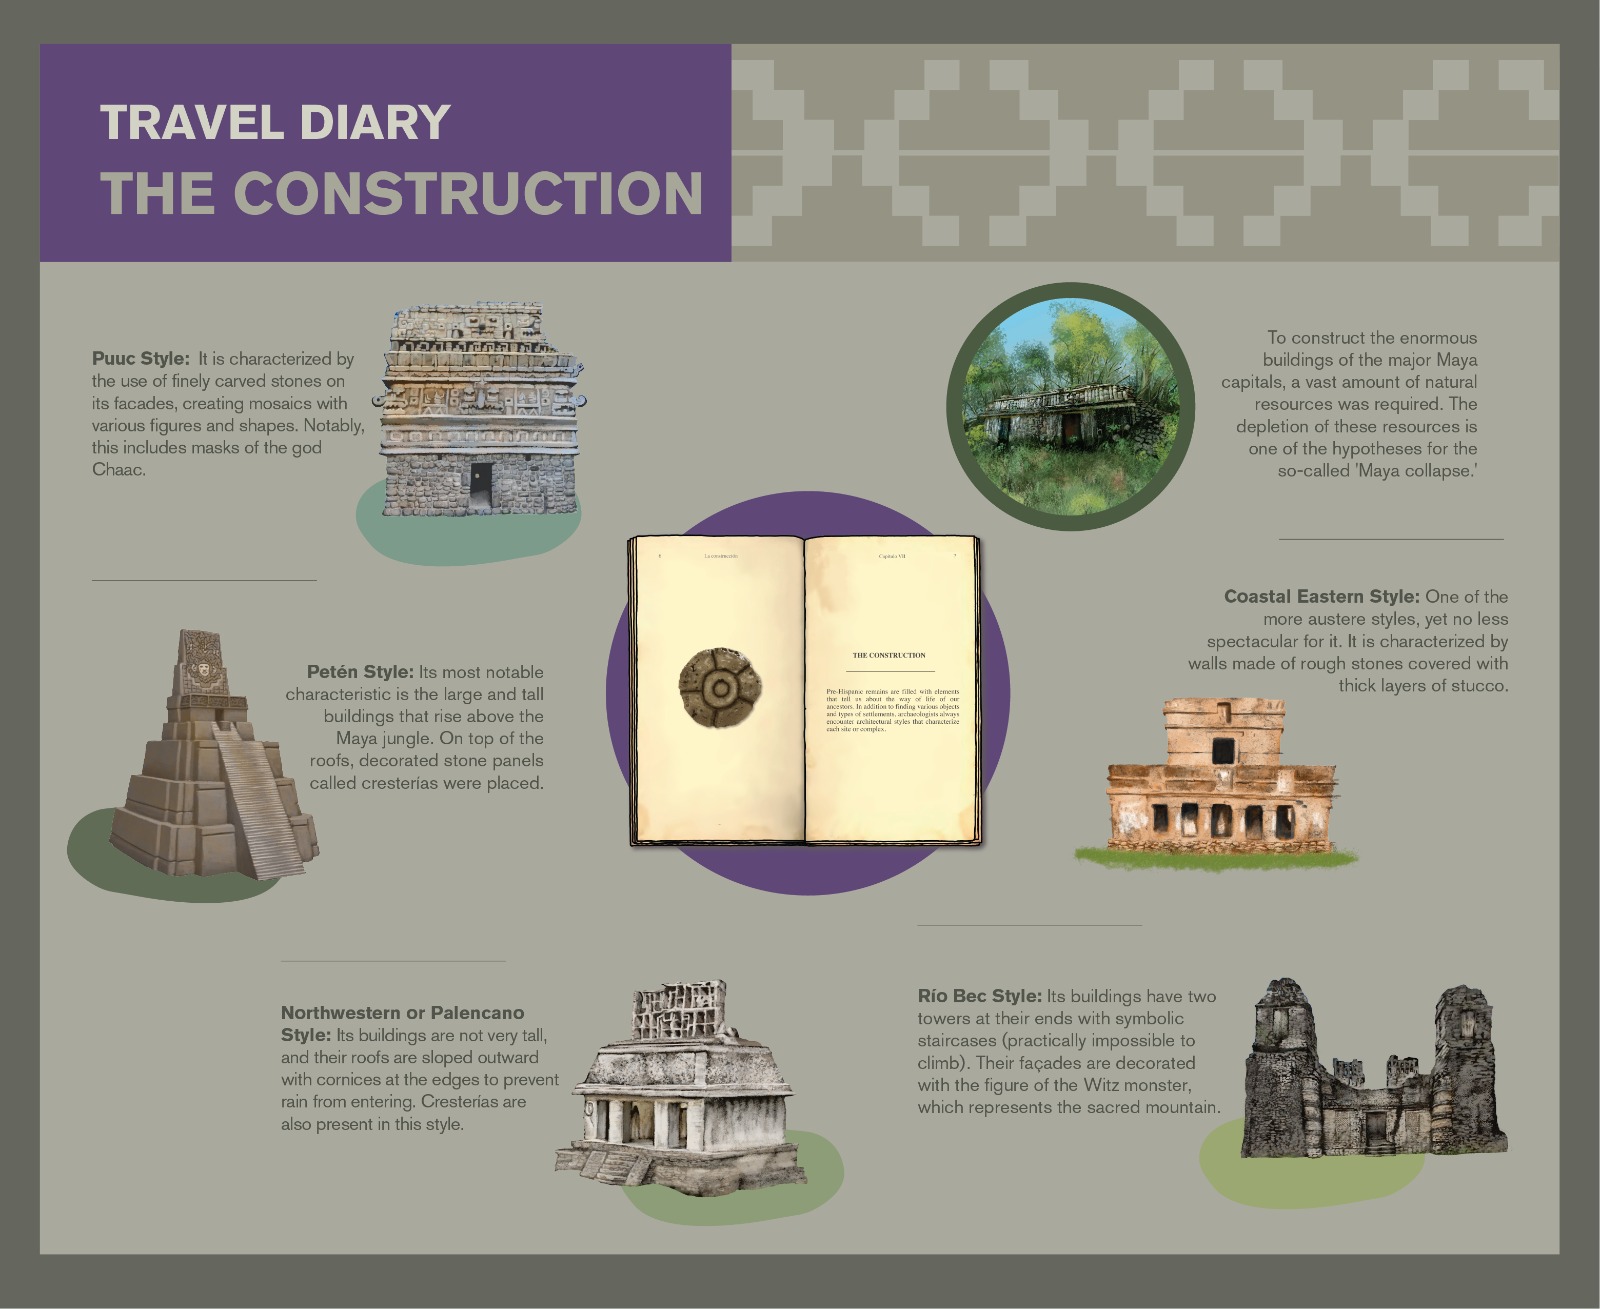 TRAVEL DIARY
THE CONSTRUCTION
Puuc Style: It is characterized by
the use of finely carved stones on
its facades, creating mosaics with
various figures and shapes. Notably,
this includes masks of the god
Chaac.
To construct the enormous
buildings of the major Maya
capitals, a vast amount of natural
resources was required. The
depletion of these resources is
one of the hypotheses for the
so-called 'Maya collapse.'
Petén Style: Its most notable
characteristic is the large and tall
buildings that rise above the
Maya jungle. On top of the
roofs, decorated stone panels
called cresterías were placed.
La construcción
Capítulo VII
THE CONSTRUCTION
Pre-Hispanic remains are filled with elements
that tell us about the way of life of our
ancestors. In addition to finding various objects
and types of settlements, archaeologists always
encounter architectural styles that characterize
each site or complex.
Coastal Eastern Style: One of the
more austere styles, yet no less
spectacular for it. It is characterized by
walls made of rough stones covered with
thick layers of stucco.
Northwestern or Palencano
Style: Its buildings are not very tall,
and their roofs are sloped outward
with cornices at the edges to prevent
rain from entering. Cresterías are
also present in this style.
Río Bec Style: Its buildings have two
towers at their ends with symbolic
staircases (practically impossible to
climb). Their façades are decorated
with the figure of the Witz monster,
which represents the sacred mountain.